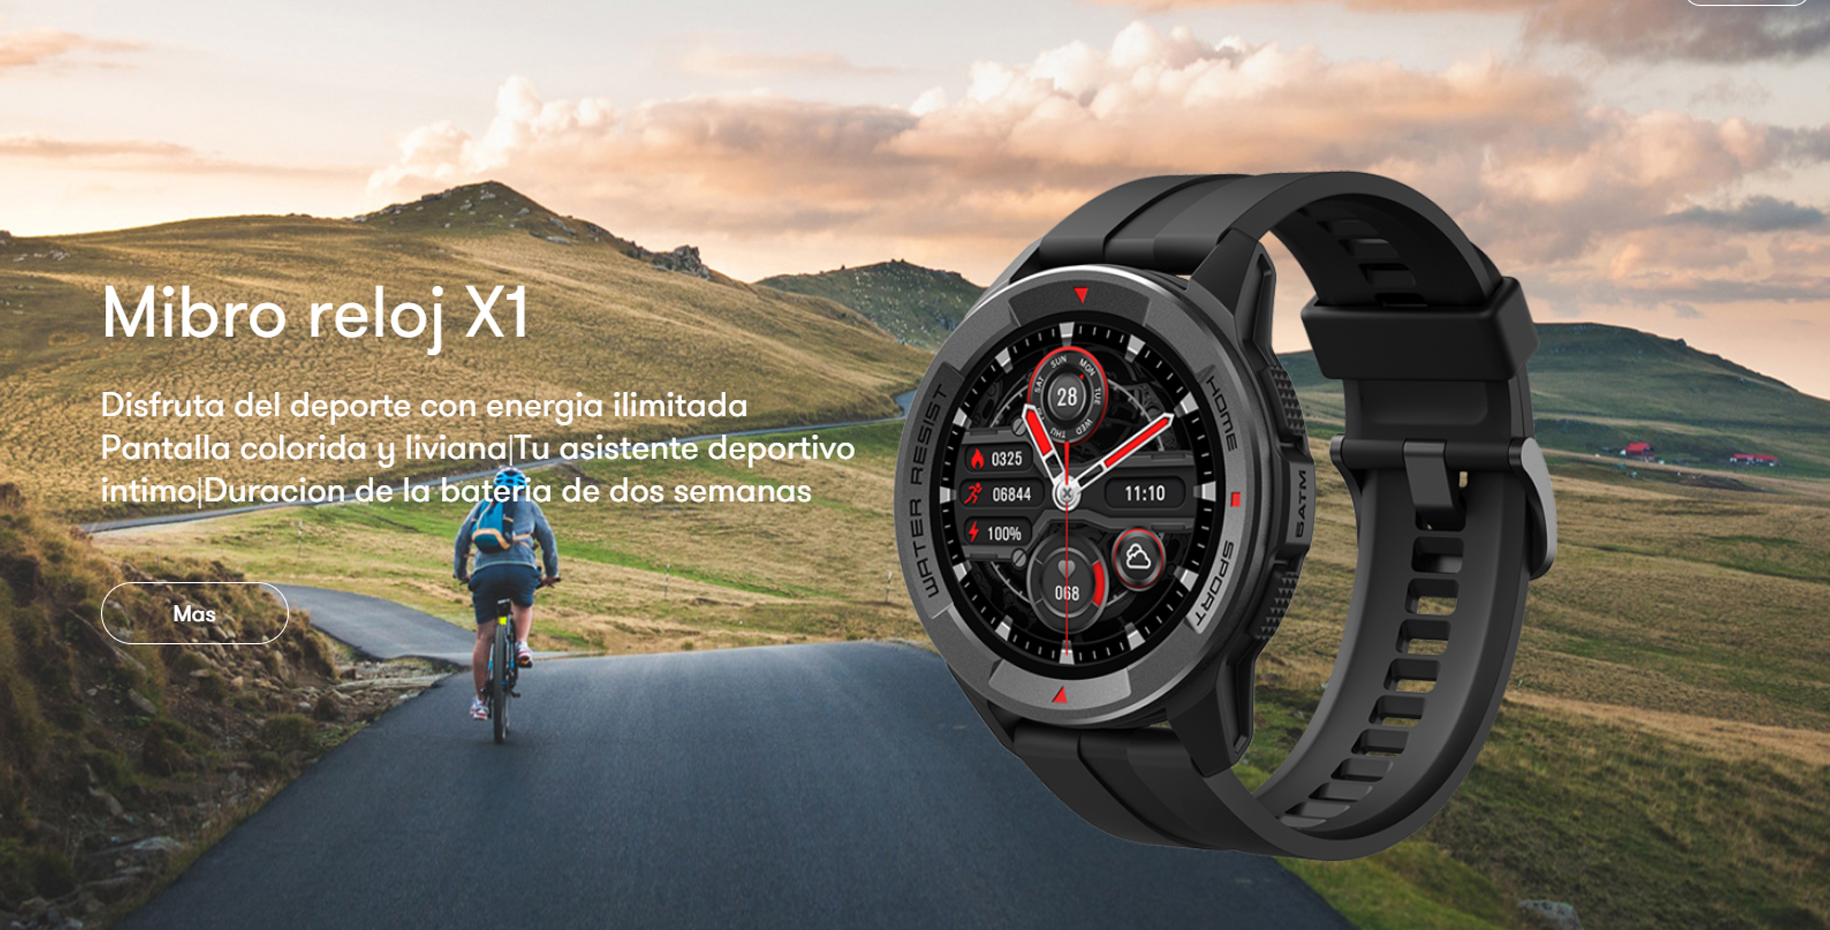 Mibro reloj X1
Disfruta del deporte con energia ilimitada
Pantalla colorida y liviana|Tu asistente deportivo
intimo|Duracion de la bateria de dos semanas
Mas
WATER RESIST
HOME
SPORT
5ATM
SUN
MON
TUE
WED
THU
SAT
28
0325
06844
100%
11:10
068